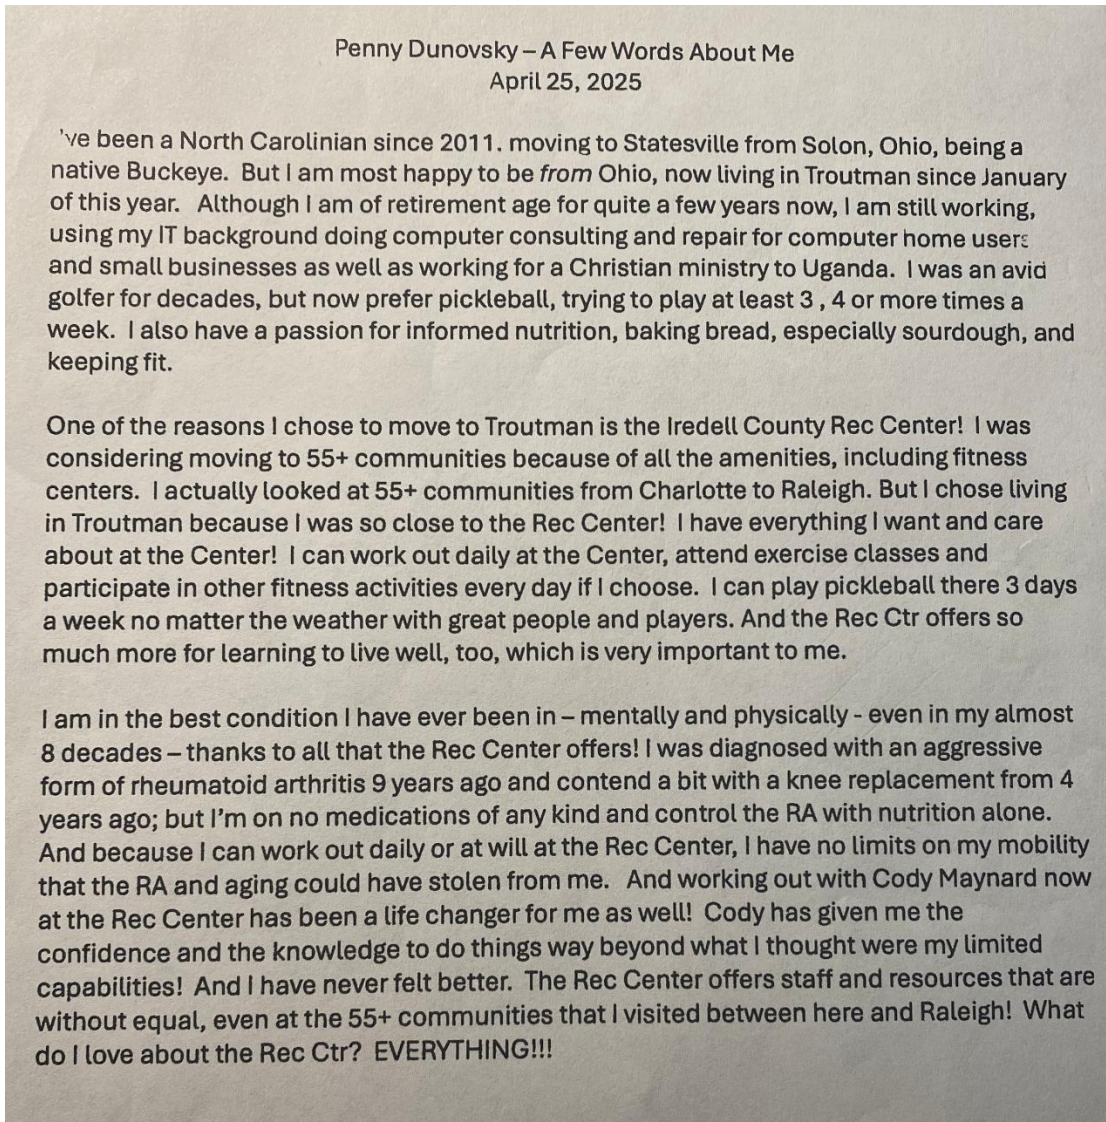 Penny Dunovsky – A Few Words About Me
April 25, 2025
've been a North Carolinian since 2011. moving to Statesville from Solon, Ohio, being a
native Buckeye.  But I am most happy to be from Ohio, now living in Troutman since January
of this year.   Although I am of retirement age for quite a few years now, I am still working,
using my IT background doing computer consulting and repair for computer home users
and small businesses as well as working for a Christian ministry to Uganda.  I was an avid
golfer for decades, but now prefer pickleball, trying to play at least 3 , 4 or more times a
week.  I also have a passion for informed nutrition, baking bread, especially sourdough, and
keeping fit.
One of the reasons I chose to move to Troutman is the Iredell County Rec Center!  I was
considering moving to 55+ communities because of all the amenities, including fitness
centers.  I actually looked at 55+ communities from Charlotte to Raleigh. But I chose living
in Troutman because I was so close to the Rec Center!  I have everything I want and care
about at the Center!  I can work out daily at the Center, attend exercise classes and
participate in other fitness activities every day if I choose.  I can play pickleball there 3 days
a week no matter the weather with great people and players. And the Rec Ctr offers so
much more for learning to live well, too, which is very important to me.
I am in the best condition I have ever been in – mentally and physically - even in my almost
8 decades – thanks to all that the Rec Center offers! I was diagnosed with an aggressive
form of rheumatoid arthritis 9 years ago and contend a bit with a knee replacement from 4
years ago; but I'm on no medications of any kind and control the RA with nutrition alone.
And because I can work out daily or at will at the Rec Center, I have no limits on my mobility
that the RA and aging could have stolen from me.   And working out with Cody Maynard now
at the Rec Center has been a life changer for me as well!  Cody has given me the
confidence and the knowledge to do things way beyond what I thought were my limited
capabilities!  And I have never felt better.  The Rec Center offers staff and resources that are
without equal, even at the 55+ communities that I visited between here and Raleigh!  What
do I love about the Rec Ctr?  EVERYTHING!!!